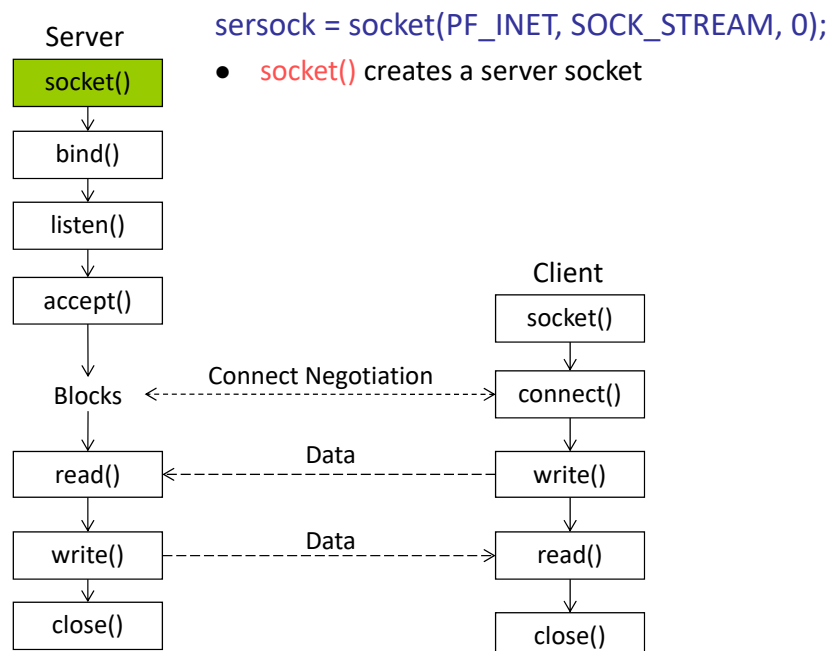 sersock = socket(PF_INET, SOCK_STREAM, 0);
Server
● socket() creates a server socket
socket()
bind()
listen()
accept()
Client
socket()
Blocks
Connect Negotiation
connect()
read()
Data
write()
write()
Data
read()
close()
close()